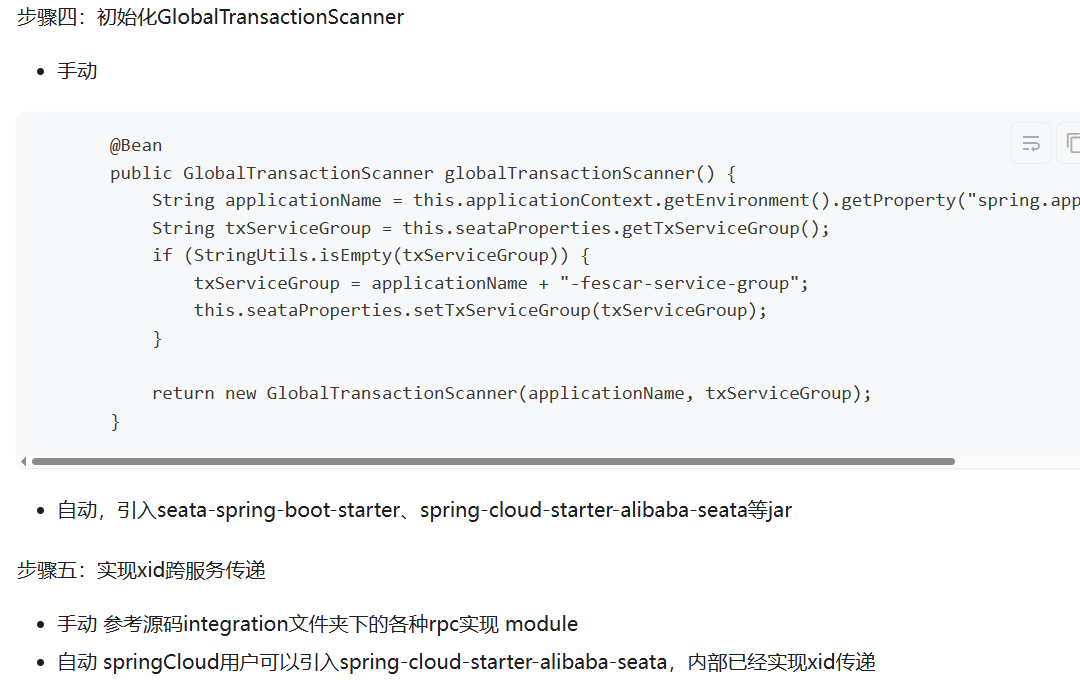 步骤四：初始化GlobalTransactionScanner
• 手动
@Bean
public GlobalTransactionScanner globalTransactionScanner() {
String applicationName = this.applicationContext.getEnvironment().getProperty("spring.app
String txServiceGroup = this.seataProperties.getTxServiceGroup();
if (StringUtils.isEmpty(txServiceGroup)) {
txServiceGroup = applicationName + "-fescar-service-group";
this.seataProperties.setTxServiceGroup(txServiceGroup);
}
return new GlobalTransactionScanner(applicationName, txServiceGroup);
}
• 自动，引入seata-spring-boot-starter、spring-cloud-starter-alibaba-seata等jar
步骤五：实现xid跨服务传递
• 手动 参考源码integration文件夹下的各种rpc实现 module
• 自动 springCloud用户可以引入spring-cloud-starter-alibaba-seata，内部已经实现xid传递